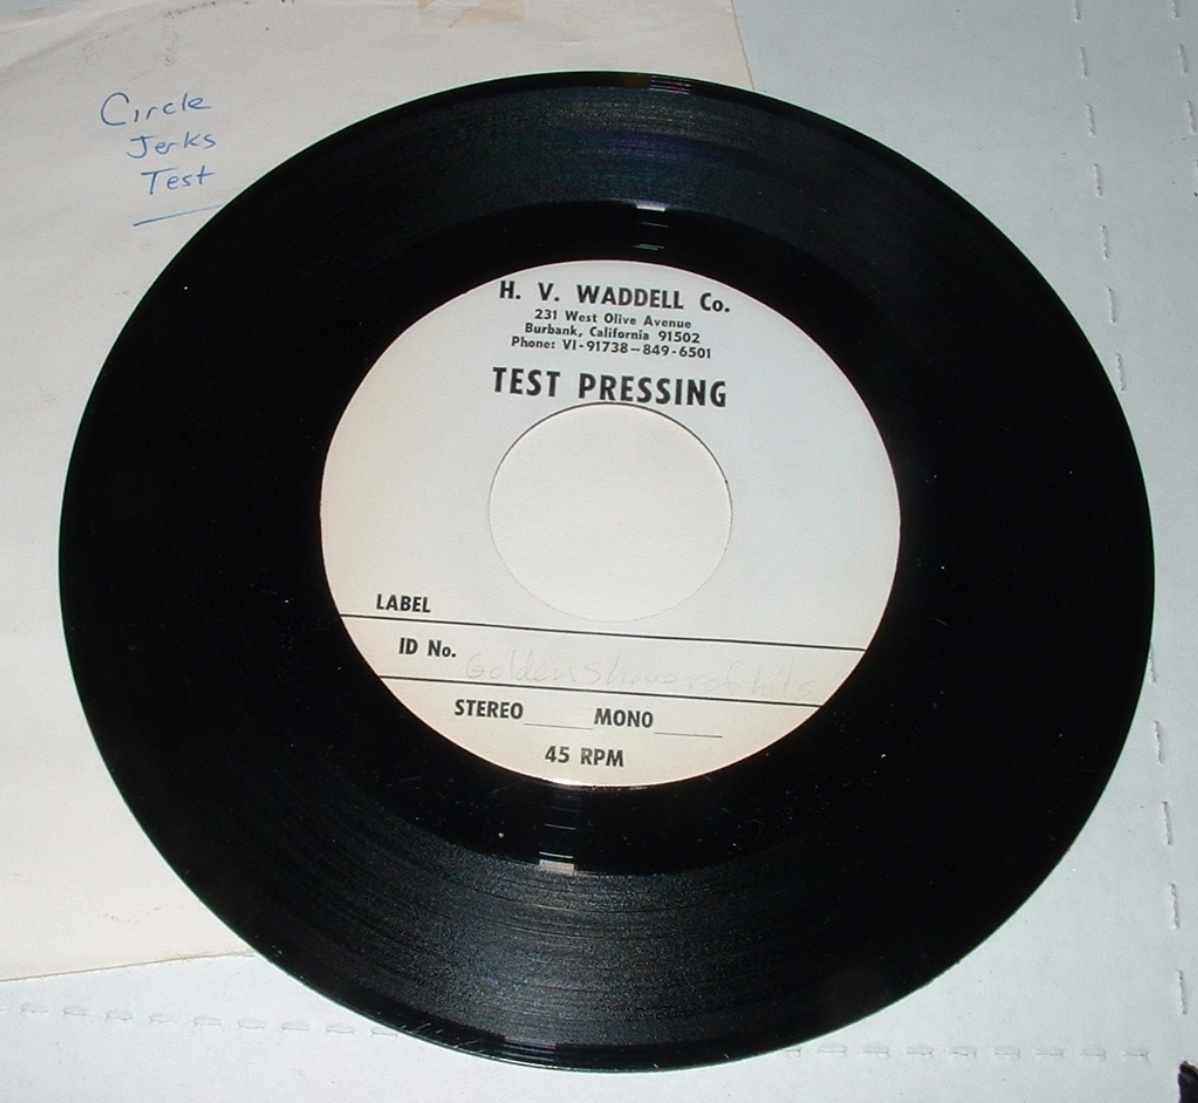 Circle
Jerks
Test
H. V. WADDELL Co.
231 West Olive Avenue
Burbank, California 91502
Phone: VI-91738-849-6501
TEST PRESSING
LABEL
ID No. Golden Shower of hits
STEREO MONO
45 RPM